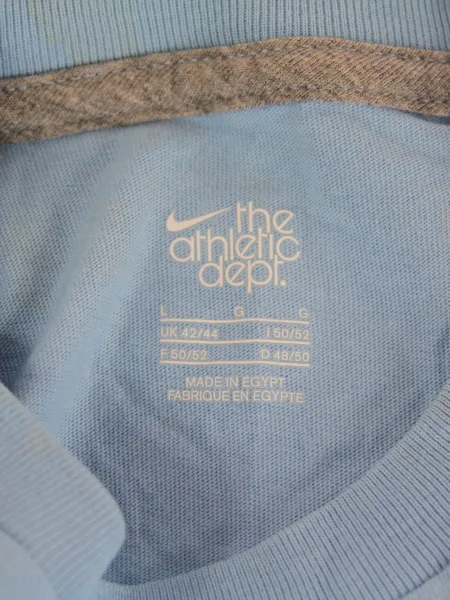 the
athletic
dept.
L G G
UK 42/44 I 50/52
F 50/52 D 48/50
MADE IN EGYPT
FABRIQUE EN EGYPTE